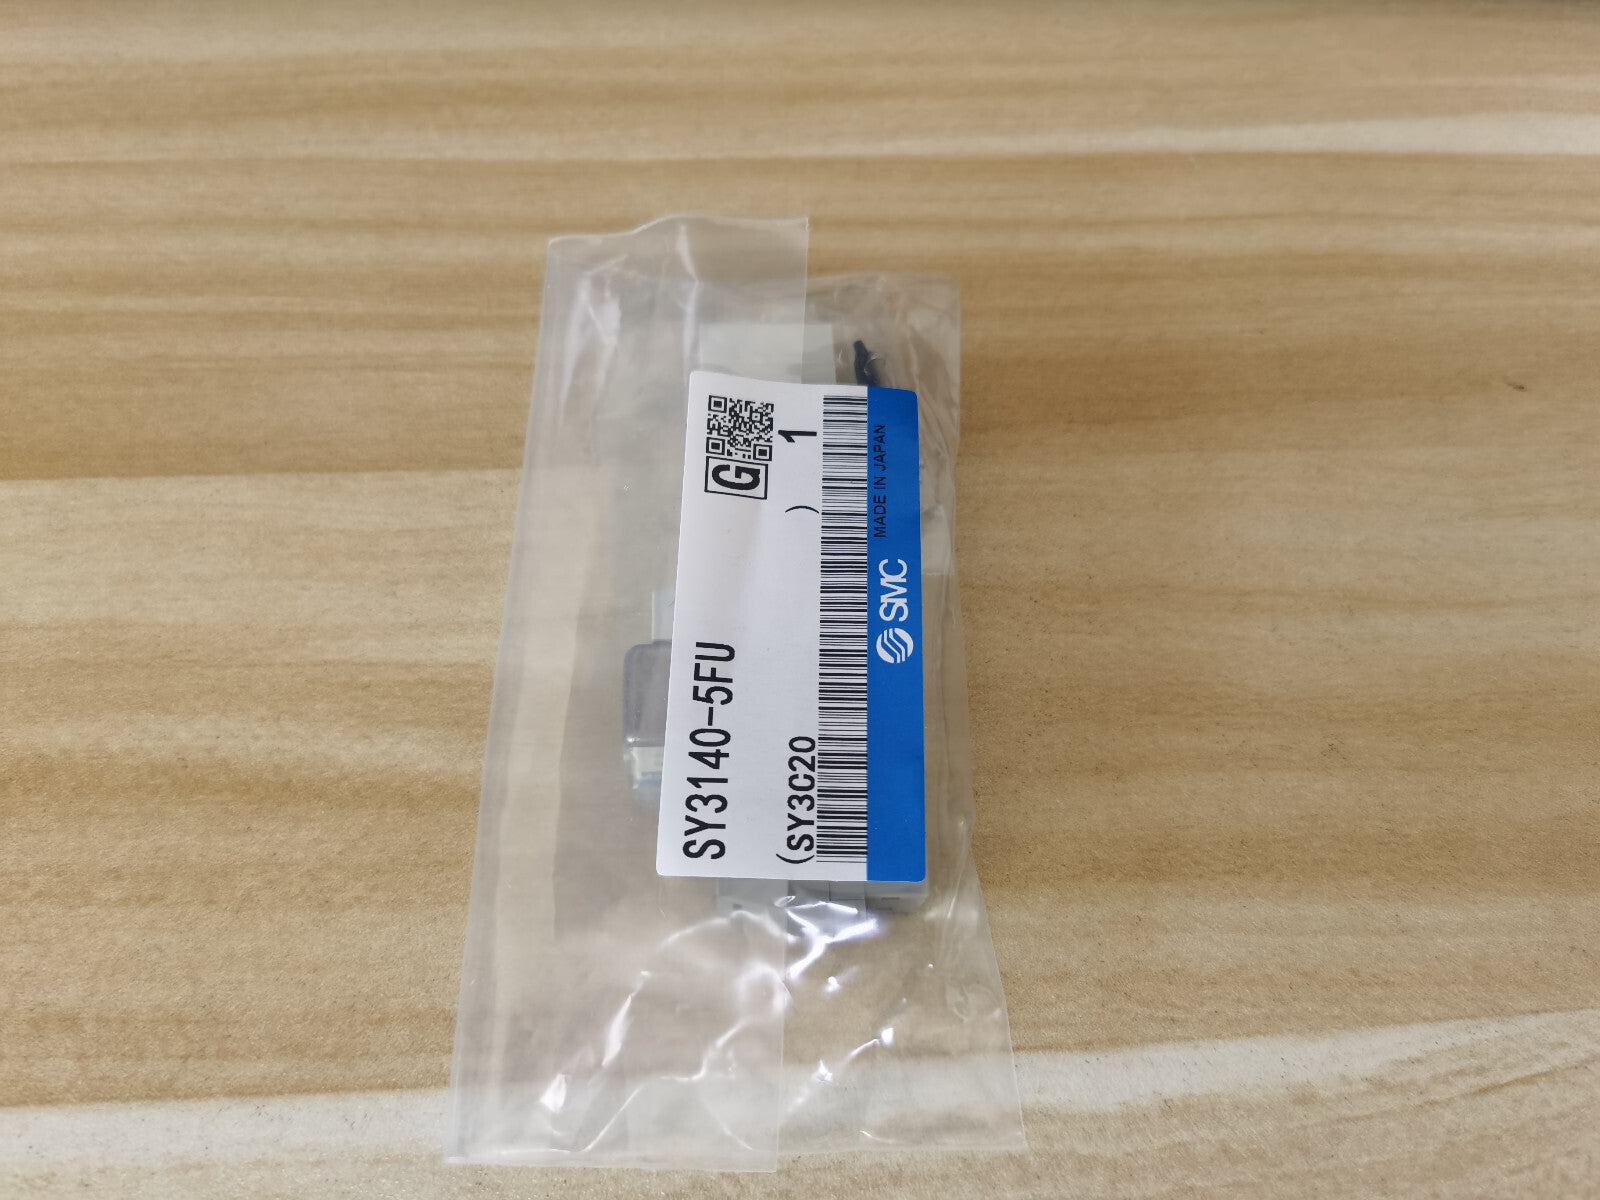 SY3140-5FU
G
(SY3C20 ) 1
SMC MADE IN JAPAN